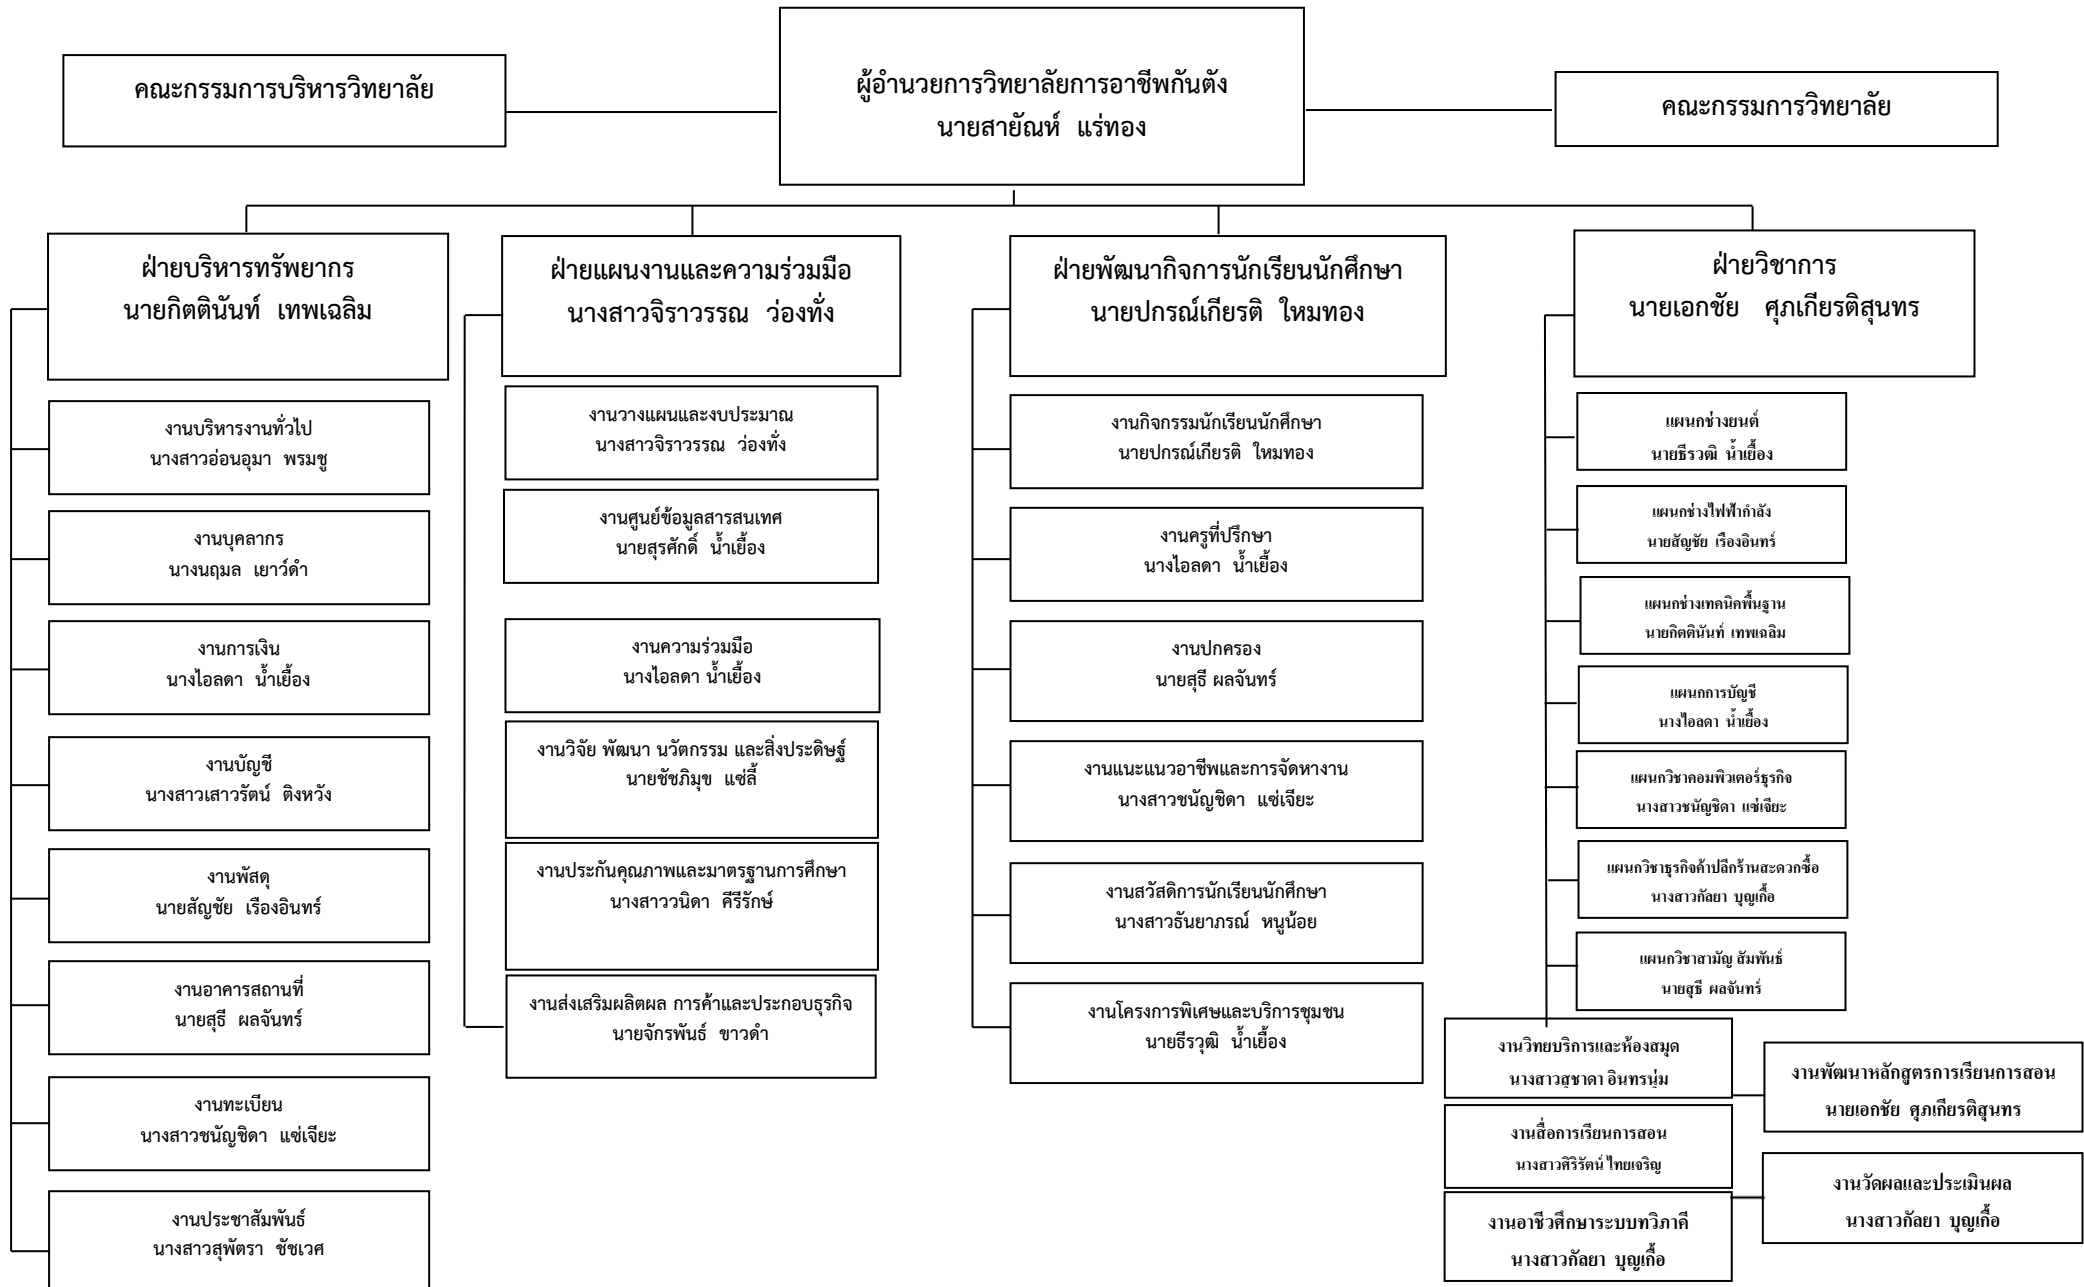 คณะกรรมการบริหารวิทยาลัย
ผู้อำนวยการวิทยาลัยการอาชีพกันตัง
นายสายัณห์ แร่ทอง
คณะกรรมการวิทยาลัย
ฝ่ายบริหารทรัพยากร
นายกิตตินันท์ เทพเฉลิม
งานบริหารงานทั่วไป
นางสาวอ่อนอุมา พรมชู
งานบุคลากร
นางนฤมล เยาว์ดำ
งานการเงิน
นางไอลดา น้ำเยื้อง
งานบัญชี
นางสาวเสาวรัตน์ ติงหวัง
งานพัสดุ
นายสัญชัย เรืองอินทร์
งานอาคารสถานที่
นายสุธี ผลจันทร์
งานทะเบียน
นางสาวชนัญชิดา แซ่เจียะ
งานประชาสัมพันธ์
นางสาวสุพัตรา ชัชเวศ
ฝ่ายแผนงานและความร่วมมือ
นางสาวจิราวรรณ ว่องทั่ง
งานวางแผนและงบประมาณ
นางสาวจิราวรรณ ว่องทั่ง
งานศูนย์ข้อมูลสารสนเทศ
นายสุรศักดิ์ น้ำเยื้อง
งานความร่วมมือ
นางไอลดา น้ำเยื้อง
งานวิจัย พัฒนา นวัตกรรม และสิ่งประดิษฐ์
นายชัชภิมุข แซ่ลี้
งานประกันคุณภาพและมาตรฐานการศึกษา
นางสาววนิดา คีรีรักษ์
งานส่งเสริมผลิตผล การค้าและประกอบธุรกิจ
นายจักรพันธ์ ขาวดำ
ฝ่ายพัฒนากิจการนักเรียนนักศึกษา
นายปกรณ์เกียรติ ใหมทอง
งานกิจกรรมนักเรียนนักศึกษา
นายปกรณ์เกียรติ ใหมทอง
งานครูที่ปรึกษา
นางไอลดา น้ำเยื้อง
งานปกครอง
นายสุธี ผลจันทร์
งานแนะแนวอาชีพและการจัดหางาน
นางสาวชนัญชิดา แซ่เจียะ
งานสวัสดิการนักเรียนนักศึกษา
นางสาวธันยาภรณ์ หนูน้อย
งานโครงการพิเศษและบริการชุมชน
นายธีรวุฒิ น้ำเยื้อง
ฝ่ายวิชาการ
นายเอกชัย ศุภเกียรติสุนทร
แผนกช่างยนต์
นายธีรวฒิ น้ำเยื้อง
แผนกช่างไฟฟ้ากำลัง
นายสัญชัย เรืองอินทร์
แผนกช่างเทคนิคพื้นฐาน
นายกิตตินันท์ เทพเฉลิม
แผนกการบัญชี
นางไอลดา น้ำเยื้อง
แผนกวิชาคอมพิวเตอร์ธุรกิจ
นางสาวชนัญชิดา แซ่เจียะ
แผนกวิชาธุรกิจค้าปลีกร้านสะดวกซื้อ
นางสาวกัลยา บุญเกื้อ
แผนกวิชาสามัญ สัมพันธ์
นายสุธี ผลจันทร์
งานวิทยบริการและห้องสมุด
นางสาวสุชาดา อินทรนุ่ม
งานสื่อการเรียนการสอน
นางสาวศิริรัตน์ ไทยเจริญ
งานอาชีวศึกษาระบบทวิภาคี
นางสาวกัลยา บุญเกื้อ
งานพัฒนาหลักสูตรการเรียนการสอน
นายเอกชัย ศุภเกียรติสุนทร
งานวัดผลและประเมินผล
นางสาวกัลยา บุญเกื้อ